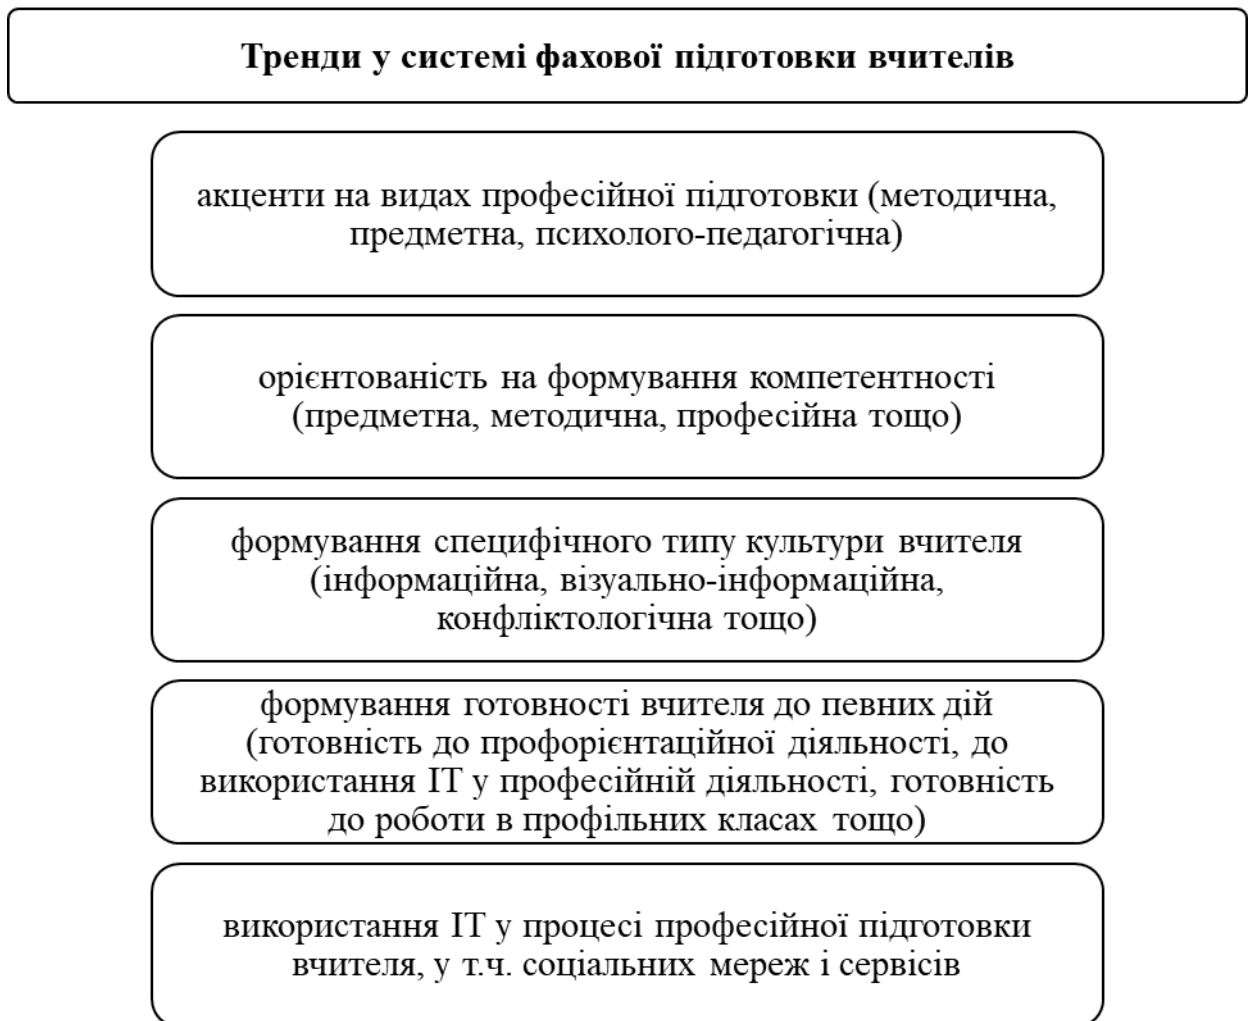 Тренди у системі фахової підготовки вчителів
акценти на видах професійної підготовки (методична,
предметна, психолого-педагогічна)
орієнтованість на формування компетентності
(предметна, методична, професійна тощо)
формування специфічного типу культури вчителя
(інформаційна, візуально-інформаційна,
конфліктологічна тощо)
формування готовності вчителя до певних дій
(готовність до профорієнтаційної діяльності, до
використання ІТ у професійній діяльності, готовність
до роботи в профільних класах тощо)
використання ІТ у процесі професійної підготовки
вчителя, у т.ч. соціальних мереж і сервісів